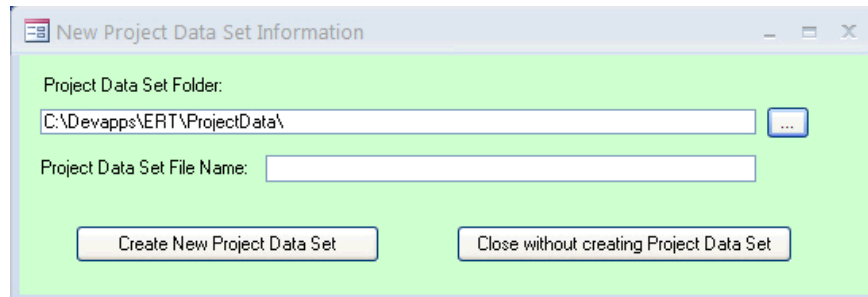 New Project Data Set Information
Project Data Set Folder:
C:\Devapps\ERT\ProjectData\
...
Project Data Set File Name:
Create New Project Data Set
Close without creating Project Data Set